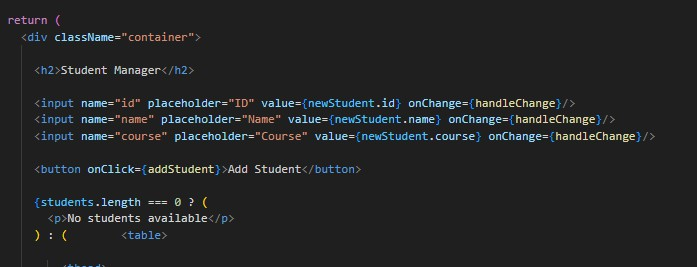 return (
<div className="container">
<h2>Student Manager</h2>
<input name="id" placeholder="ID" value={newStudent.id} onChange={handleChange}/>
<input name="name" placeholder="Name" value={newStudent.name} onChange={handleChange}/>
<input name="course" placeholder="Course" value={newStudent.course} onChange={handleChange}/>
<button onClick={addStudent}>Add Student</button>
{students.length === 0 ? (
<p>No students available</p>
) : (        <table>
<thead>